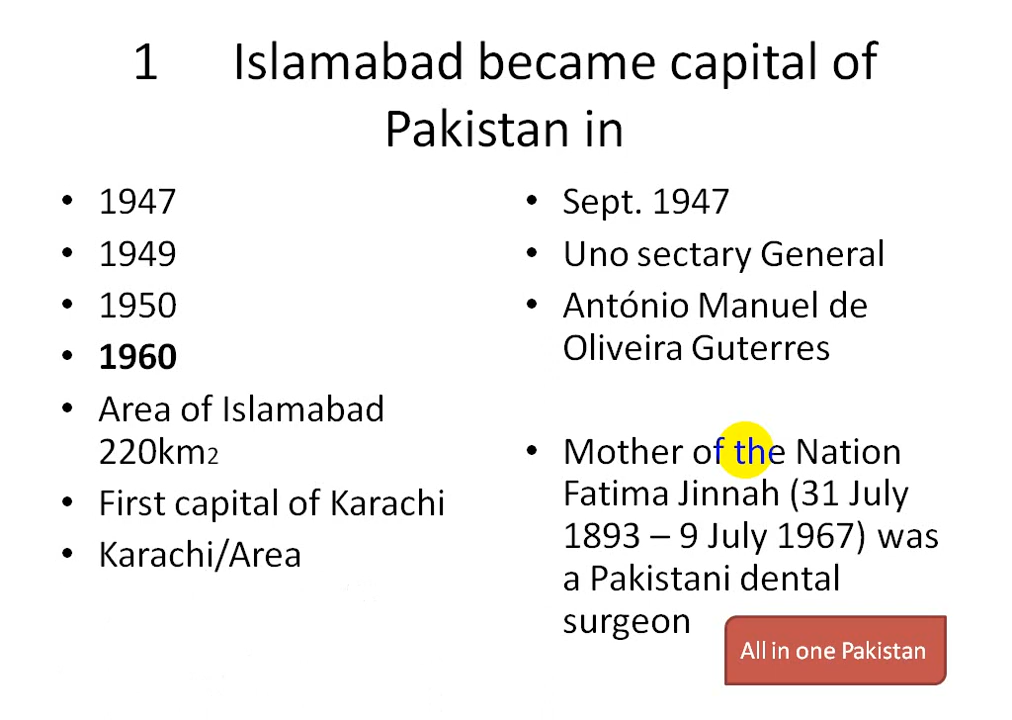 1 Islamabad became capital of
Pakistan in
• 1947
• 1949
• 1950
• 1960
• Area of Islamabad
220km2
• First capital of Karachi
• Karachi/Area
• Sept. 1947
• Uno sectary General
• António Manuel de
Oliveira Guterres
• Mother of the Nation
Fatima Jinnah (31 July
1893 – 9 July 1967) was
a Pakistani dental
surgeon
All in one Pakistan